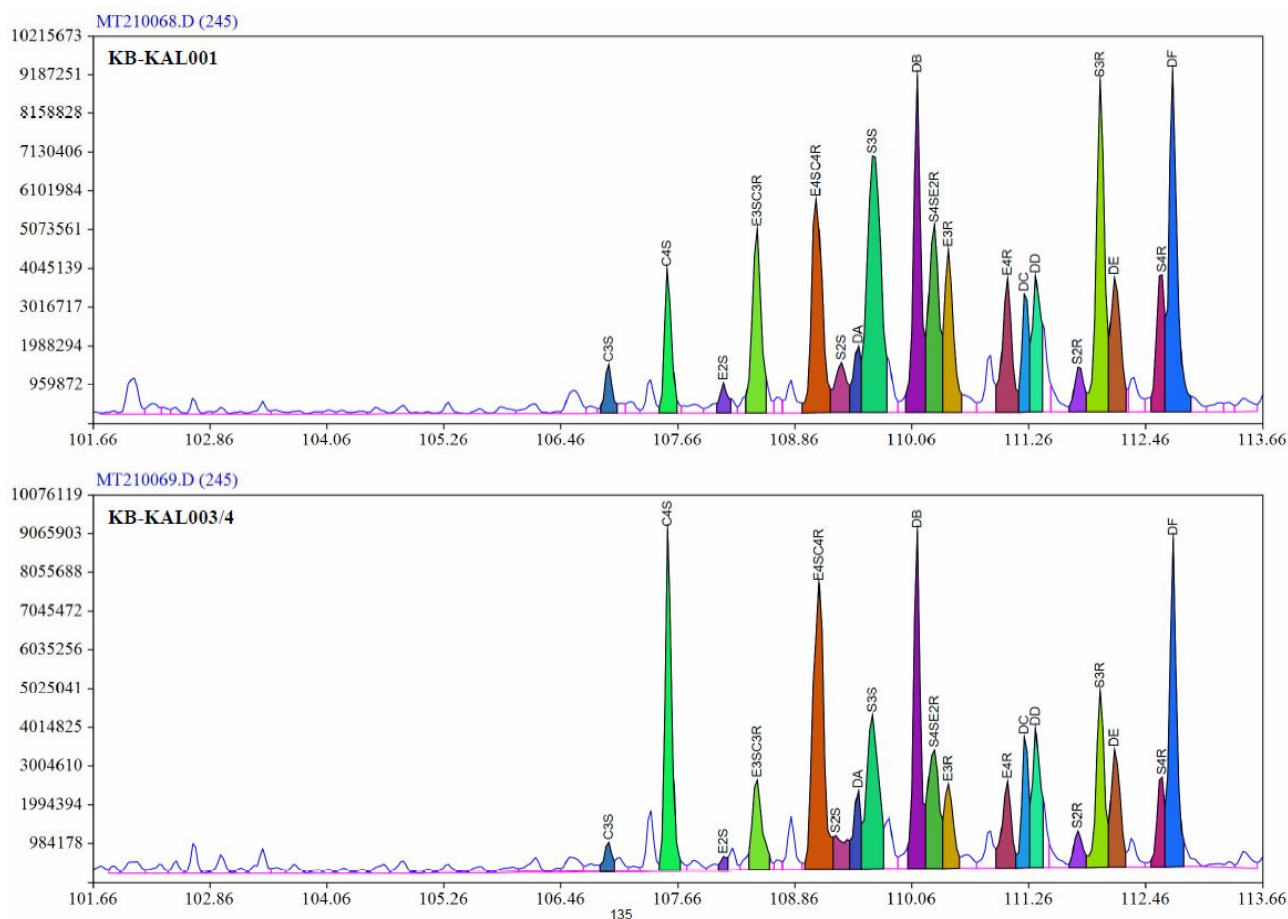 MT210068.D (245)
KB-KAL001
10215673
9187251
8158828
7130406
6101984
5073561
4045139
3016717
1988294
959872
C3S
C4S
E2S
E3SC3R
E4SC4R
S2S
DA
S3S
DB
S4SE2R
E3R
E4R
DC
DD
S2R
S3R
DE
S4R
DF
101.66 102.86 104.06 105.26 106.46 107.66 108.86 110.06 111.26 112.46 113.66
MT210069.D (245)
KB-KAL003/4
10076119
9065903
8055688
7045472
6035256
5025041
4014825
3004610
1994394
984178
C3S
C4S
E2S
E3SC3R
E4SC4R
S2S
DA
S3S
DB
S4SE2R
E3R
E4R
DC
DD
S2R
S3R
DE
S4R
DF
101.66 102.86 104.06 105.26 106.46 107.66 108.86 110.06 111.26 112.46 113.66
135